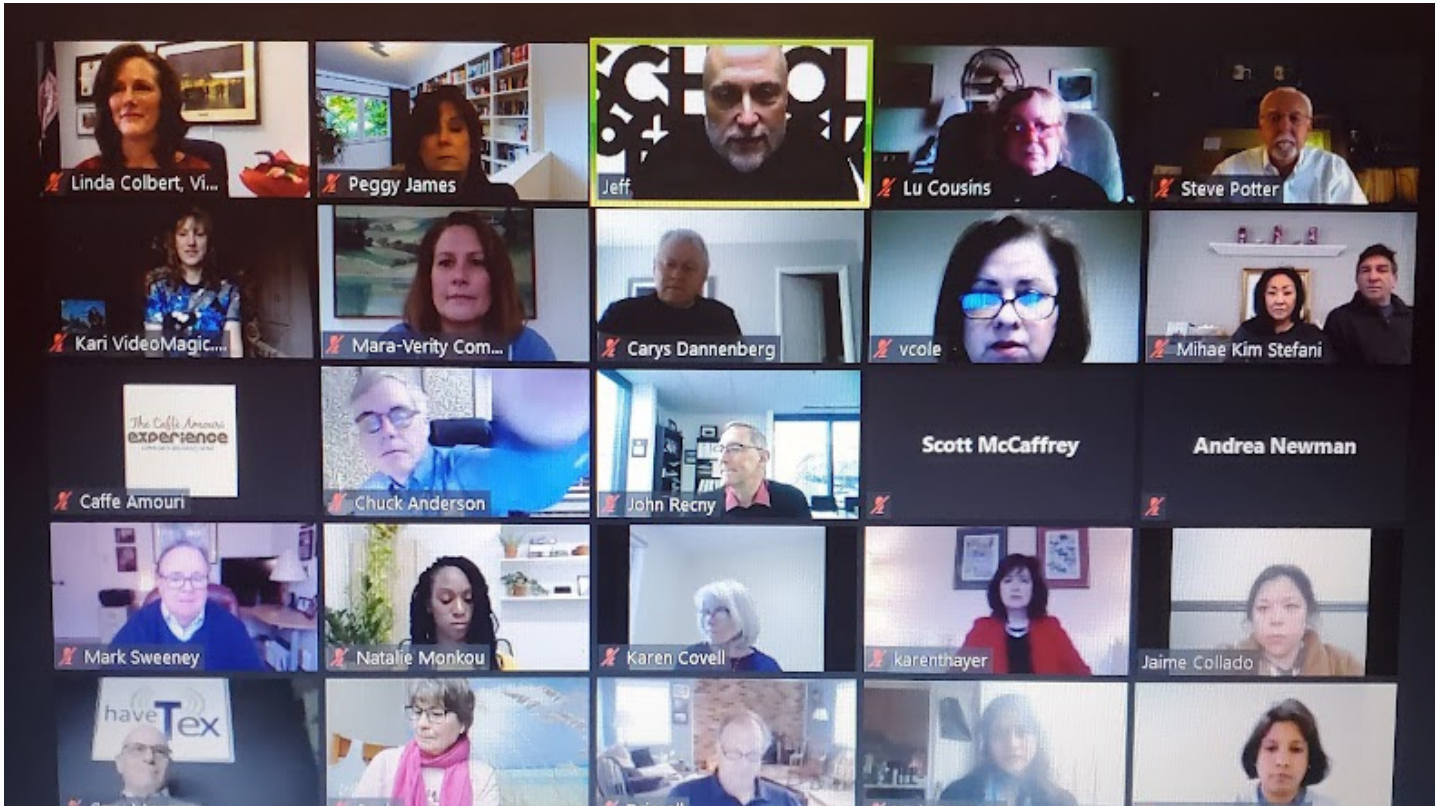 Linda Colbert, Vi...
Peggy James
Jeff
Lu Cousins
Steve Potter
Kari VideoMagic....
Mara-Verity Com...
Carys Dannenberg
vcole
Mihae Kim Stefani
The Caffe Amouri
experience
Caffe Amouri
Chuck Anderson
John Recny
Scott McCaffrey
Andrea Newman
Mark Sweeney
Natalie Monkou
Karen Covell
karenthayer
Jaime Collado
have Tex